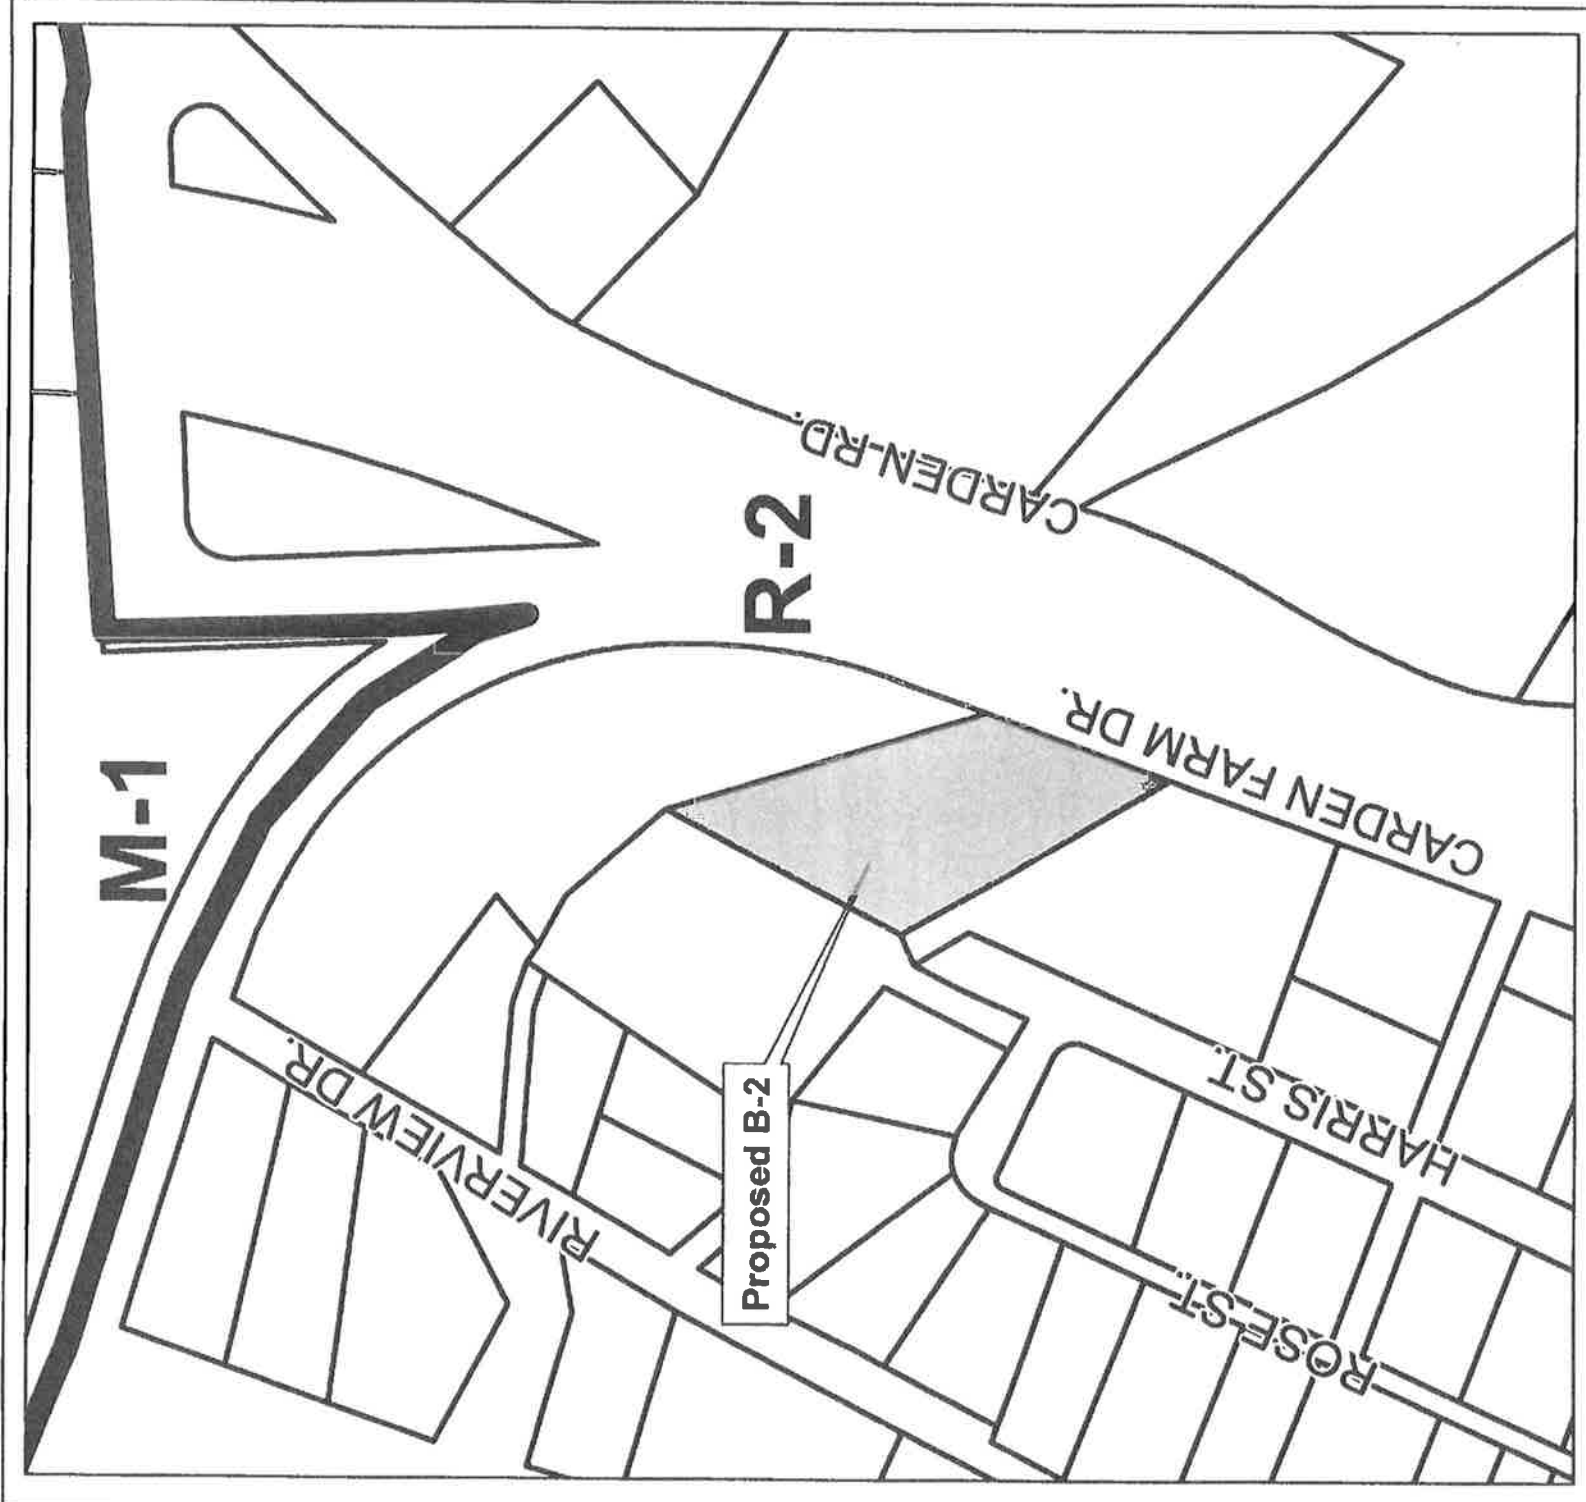 M-1
R-2
CARDEN RD.
CARDEN FARM DR.
RIVERVIEW DR.
Proposed B-2
HARRIS ST.
ROSE ST.